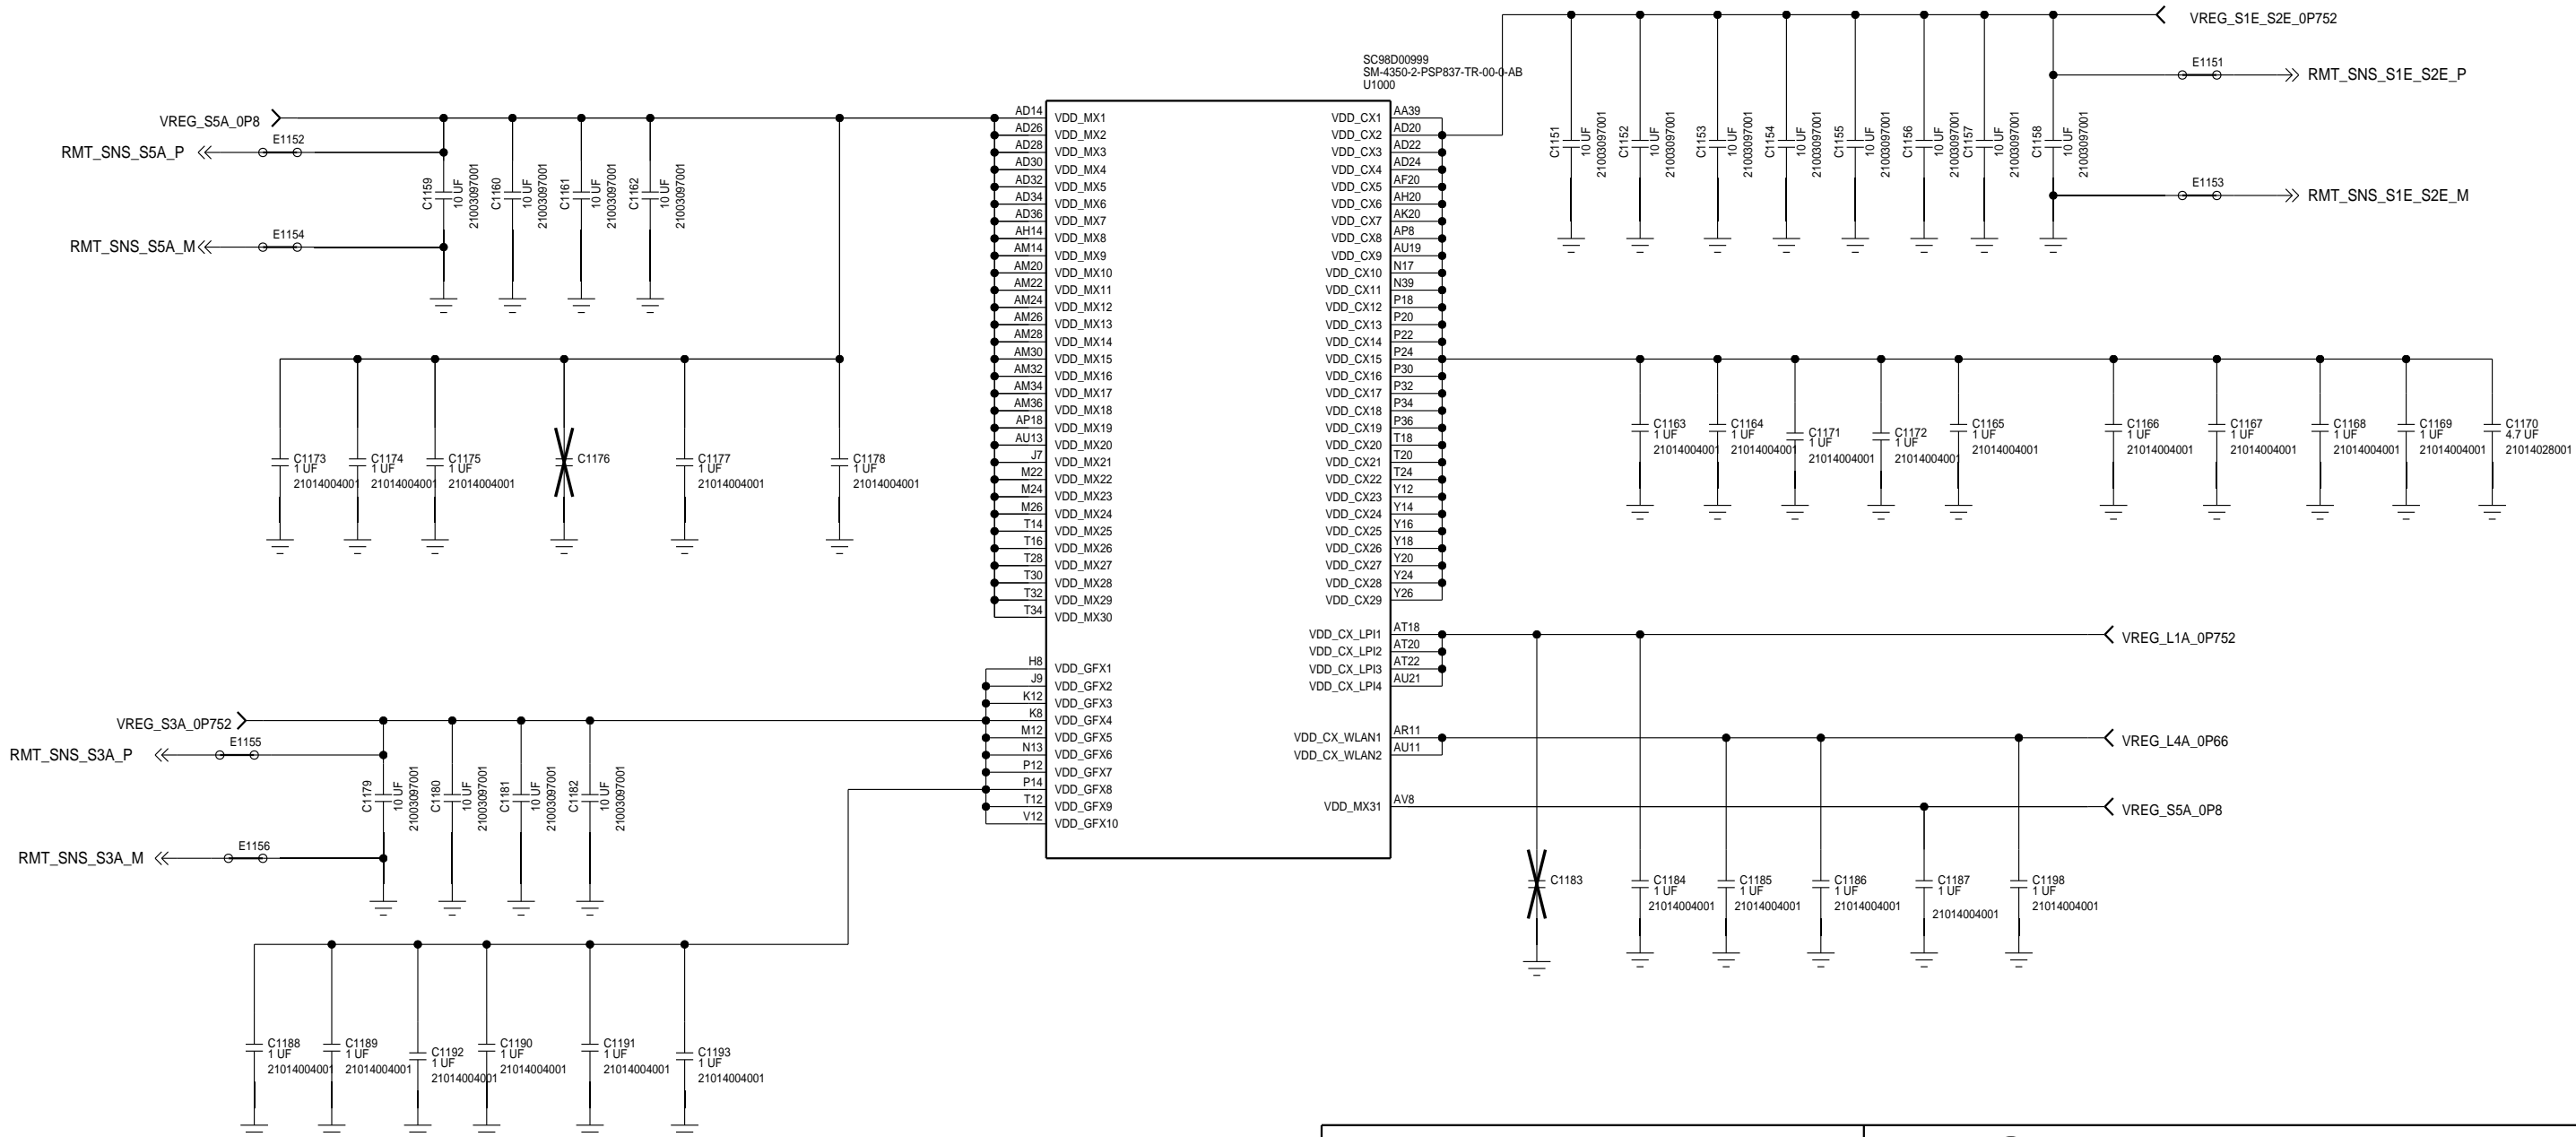 VREG_S1E_S2E_0P752
E1151
RMT_SNS_S1E_S2E_P
C1151
10 UF
21003097001
C1152
10 UF
21003097001
C1153
10 UF
21003097001
C1154
10 UF
21003097001
C1155
10 UF
21003097001
C1156
10 UF
21003097001
C1157
10 UF
21003097001
C1158
10 UF
21003097001
E1153
RMT_SNS_S1E_S2E_M
SC98D00999
SM-4350-2-PSP837-TR-00-0-AB
U1000
VREG_S5A_0P8
RMT_SNS_S5A_P
E1152
RMT_SNS_S5A_M
E1154
C1159
10 UF
21003097001
C1160
10 UF
21003097001
C1161
10 UF
21003097001
C1162
10 UF
21003097001
C1173
1 UF
21014004001
C1174
1 UF
21014004001
C1175
1 UF
21014004001
C1176
C1177
1 UF
21014004001
C1178
1 UF
21014004001
AD14 VDD_MX1
AD26 VDD_MX2
AD28 VDD_MX3
AD30 VDD_MX4
AD32 VDD_MX5
AD34 VDD_MX6
AD36 VDD_MX7
AH14 VDD_MX8
AM14 VDD_MX9
AM20 VDD_MX10
AM22 VDD_MX11
AM24 VDD_MX12
AM26 VDD_MX13
AM28 VDD_MX14
AM30 VDD_MX15
AM32 VDD_MX16
AM34 VDD_MX17
AM36 VDD_MX18
AP18 VDD_MX19
AU13 VDD_MX20
J7 VDD_MX21
M22 VDD_MX22
M24 VDD_MX23
M26 VDD_MX24
T14 VDD_MX25
T16 VDD_MX26
T28 VDD_MX27
T30 VDD_MX28
T32 VDD_MX29
T34 VDD_MX30
H8 VDD_GFX1
J9 VDD_GFX2
K12 VDD_GFX3
K8 VDD_GFX4
M12 VDD_GFX5
N13 VDD_GFX6
P12 VDD_GFX7
P14 VDD_GFX8
T12 VDD_GFX9
V12 VDD_GFX10
VDD_CX1 AA39
VDD_CX2 AD20
VDD_CX3 AD22
VDD_CX4 AD24
VDD_CX5 AF20
VDD_CX6 AH20
VDD_CX7 AK20
VDD_CX8 AP8
VDD_CX9 AU19
VDD_CX10 N17
VDD_CX11 N39
VDD_CX12 P18
VDD_CX13 P20
VDD_CX14 P22
VDD_CX15 P24
VDD_CX16 P30
VDD_CX17 P32
VDD_CX18 P34
VDD_CX19 P36
VDD_CX20 T18
VDD_CX21 T20
VDD_CX22 T24
VDD_CX23 Y12
VDD_CX24 Y14
VDD_CX25 Y16
VDD_CX26 Y18
VDD_CX27 Y20
VDD_CX28 Y24
VDD_CX29 Y26
VDD_CX_LPI1 AT18
VDD_CX_LPI2 AT20
VDD_CX_LPI3 AT22
VDD_CX_LPI4 AU21
VDD_CX_WLAN1 AR11
VDD_CX_WLAN2 AU11
VDD_MX31 AV8
C1163
1 UF
21014004001
C1164
1 UF
21014004001
C1171
1 UF
21014004001
C1172
1 UF
21014004001
C1165
1 UF
21014004001
C1166
1 UF
21014004001
C1167
1 UF
21014004001
C1168
1 UF
21014004001
C1169
1 UF
21014004001
C1170
4.7 UF
21014028001
VREG_L1A_0P752
VREG_L4A_0P66
VREG_S5A_0P8
C1183
C1184
1 UF
21014004001
C1185
1 UF
21014004001
C1186
1 UF
21014004001
C1187
1 UF
21014004001
C1198
1 UF
21014004001
VREG_S3A_0P752
RMT_SNS_S3A_P
E1155
RMT_SNS_S3A_M
E1156
C1179
10 UF
21003097001
C1180
10 UF
21003097001
C1181
10 UF
21003097001
C1182
10 UF
21003097001
C1188
1 UF
21014004001
C1189
1 UF
21014004001
C1192
1 UF
21014004001
C1190
1 UF
21014004001
C1191
1 UF
21014004001
C1193
1 UF
21014004001